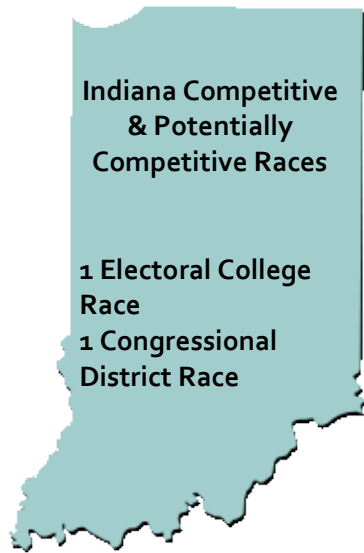 Indiana Competitive
& Potentially
Competitive Races
1 Electoral College
Race
1 Congressional
District Race